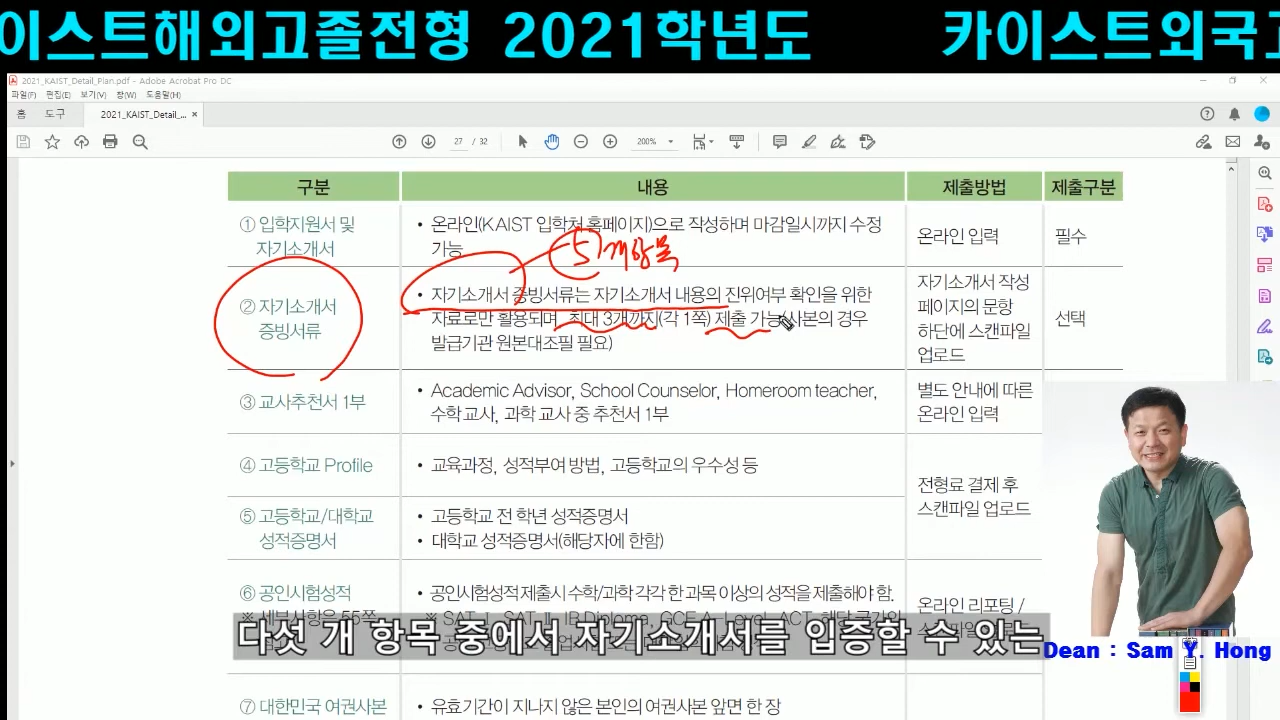 이스트해외고졸전형 2021학년도 카이스트외국고
2021_KAIST_Detail_Plan.pdf - Adobe Acrobat Pro DC
파일(F) 편집(E) 보기(V) 창(W) 도움말(H)
홈 도구 2021_KAIST_Detail_... ×
27 / 32 200%
구분 내용 제출방법 제출구분
① 입학지원서 및
자기소개서
• 온라인(KAIST 입학처 홈페이지)으로 작성하며 마감일시까지 수정
가능
온라인 입력
필수
5개항목
② 자기소개서
증빙서류
• 자기소개서 증빙서류는 자기소개서 내용의 진위여부 확인을 위한
자료로만 활용되며, 최대 3개까지(각 1쪽) 제출 가능(사본의 경우
발급기관 원본대조필 필요)
자기소개서 작성
페이지의 문항
하단에 스캔파일
업로드
선택
③ 교사추천서 1부
• Academic Advisor, School Counselor, Homeroom teacher,
수학 교사, 과학 교사 중 추천서 1부
별도 안내에 따른
온라인 입력
④ 고등학교 Profile
• 교육과정, 성적부여 방법, 고등학교의 우수성 등
전형료 결제 후
스캔파일 업로드
⑤ 고등학교/대학교
성적증명서
• 고등학교 전 학년 성적증명서
• 대학교 성적증명서(해당자에 한함)
⑥ 공인시험성적
• 공인시험성적 제출시 수학/과학 각각 한 과목 이상의 성적을 제출해야 함.
온라인 리포팅 /
다섯 개 항목 중에서 자기소개서를 입증할 수 있는
Dean : Sam Y. Hong
⑦ 대한민국 여권사본
• 유효기간이 지나지 않은 본인의 여권사본 앞면 한 장